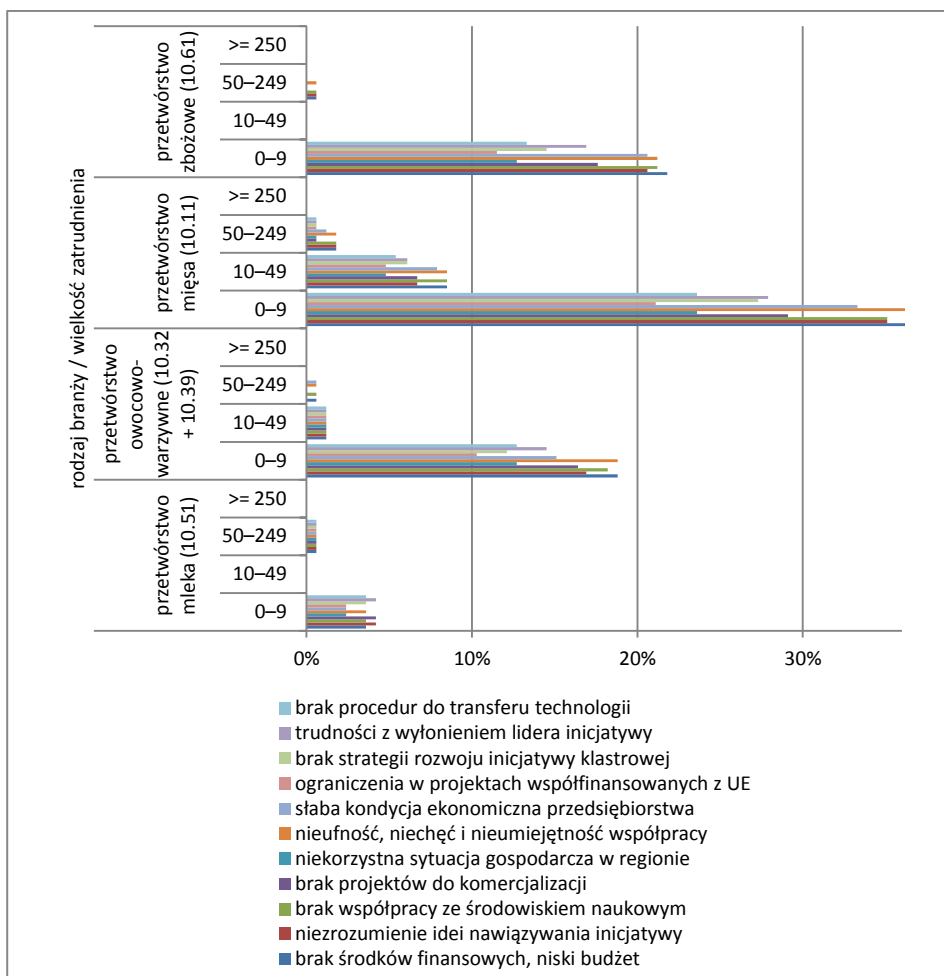 rodzaj branży / wielkość zatrudnienia
przetwórstwo
zbożowe (10.61)
>= 250
50–249
10–49
0–9
przetwórstwo
mięsa (10.11)
>= 250
50–249
10–49
0–9
przetwórstwo
owocowo-
warzywne (10.32
+ 10.39)
>= 250
50–249
10–49
0–9
przetwórstwo
mleka (10.51)
>= 250
50–249
10–49
0–9
0% 10% 20% 30%
brak procedur do transferu technologii
trudności z wyłonieniem lidera inicjatywy
brak strategii rozwoju inicjatywy klastrowej
ograniczenia w projektach współfinansowanych z UE
słaba kondycja ekonomiczna przedsiębiorstwa
nieufność, niechęć i nieumiejętność współpracy
niekorzystna sytuacja gospodarcza w regionie
brak projektów do komercjalizacji
brak współpracy ze środowiskiem naukowym
niezrozumienie idei nawiązywania inicjatywy
brak środków finansowych, niski budżet